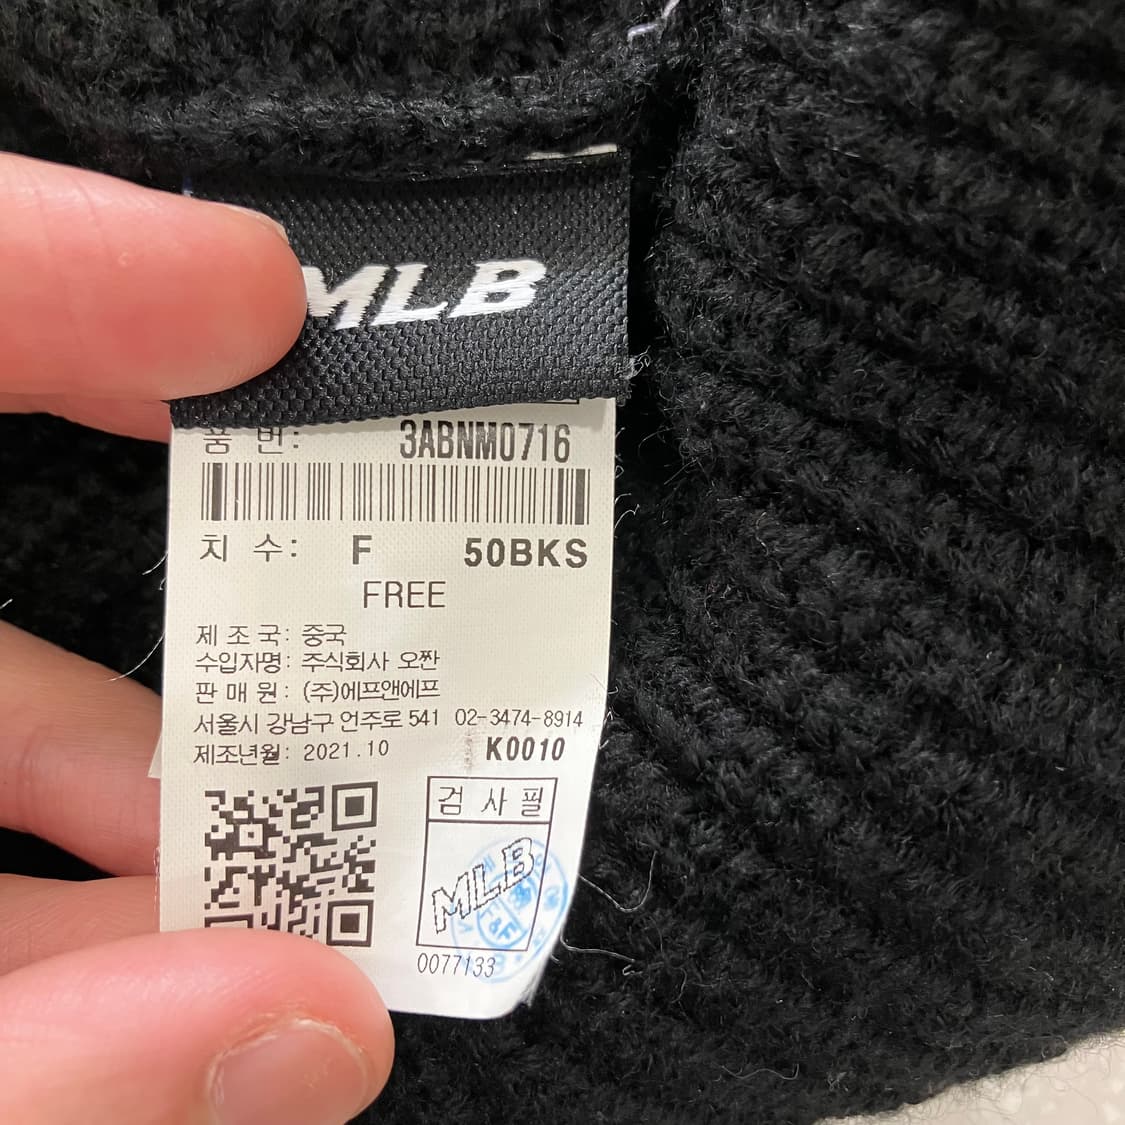 MLB
품 번: 3ABNM0716
치 수: F 50BKS
FREE
제 조 국: 중국
수입자명: 주식회사 오짠
판 매 원: (주)에프앤에프
서울시 강남구 언주로 541 02-3474-8914
제조년월: 2021.10 K0010
검 사 필
MLB
0077133